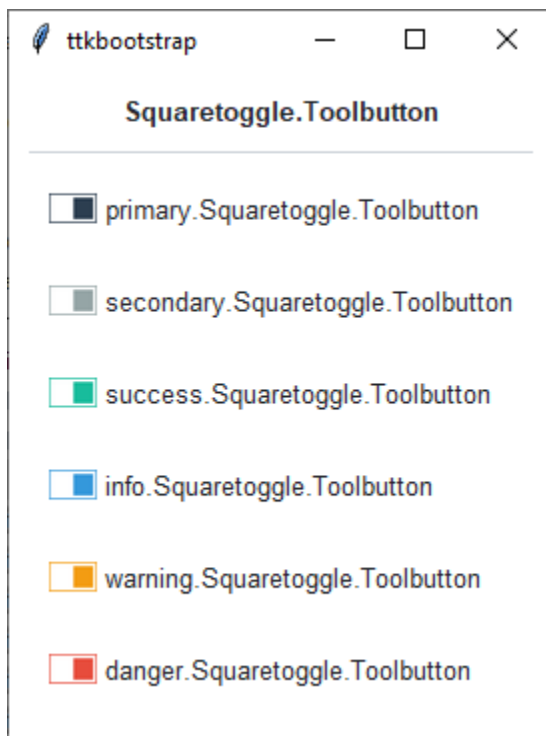 ttkbootstrap
Squaretoggle.Toolbutton
primary.Squaretoggle.Toolbutton
secondary.Squaretoggle.Toolbutton
success.Squaretoggle.Toolbutton
info.Squaretoggle.Toolbutton
warning.Squaretoggle.Toolbutton
danger.Squaretoggle.Toolbutton